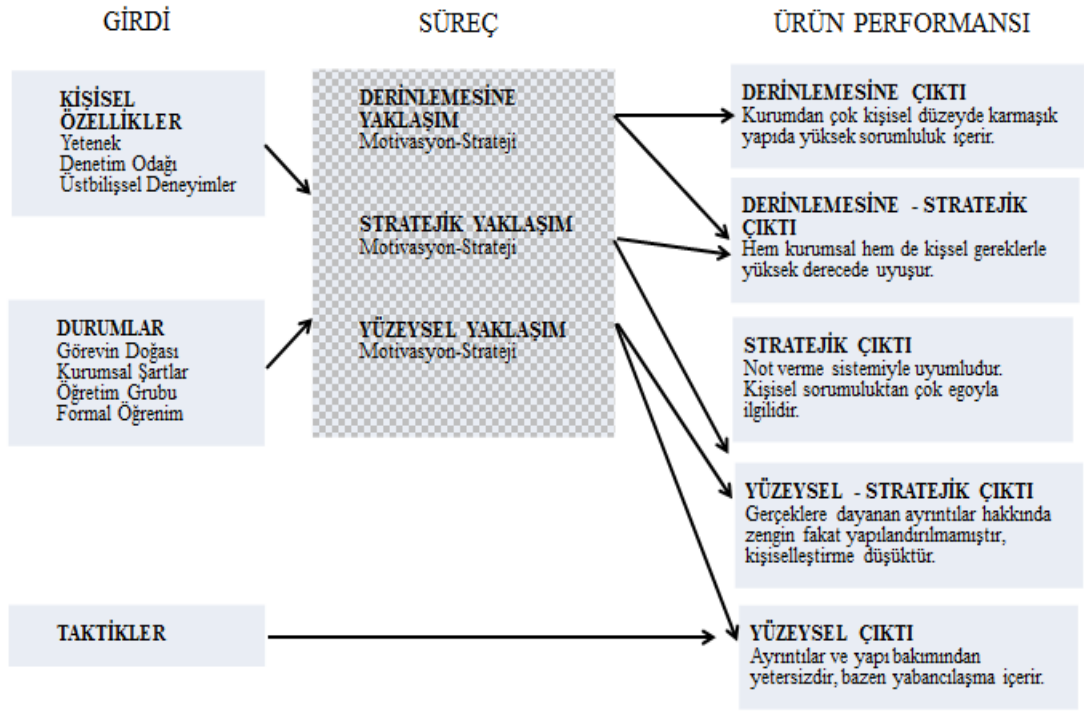 GİRDİ
SÜREÇ
ÜRÜN PERFORMANSI
KİŞİSEL
ÖZELLİKLER
Yetenek
Denetim Odağı
Üstbilişsel Deneyimler
DURUMLAR
Görevin Doğası
Kurumsal Şartlar
Öğretim Grubu
Formal Öğrenim
TAKTİKLER
DERİNLEMESİNE
YAKLAŞIM
Motivasyon-Strateji
STRATEJİK YAKLAŞIM
Motivasyon-Strateji
YÜZEYSEL YAKLAŞIM
Motivasyon-Strateji
DERİNLEMESİNE ÇIKTI
Kurumdan çok kişisel düzeyde karmaşık
yapıda yüksek sorumluluk içerir.
DERİNLEMESİNE - STRATEJİK
ÇIKTI
Hem kurumsal hem de kişsel gereklerle
yüksek derecede uyuşur.
STRATEJİK ÇIKTI
Not verme sistemiyle uyumludur.
Kişisel sorumuluktan çok egoyla
ilgilidir.
YÜZEYSEL - STRATEJİK ÇIKTI
Gerçeklere dayanan ayrıntılar hakkında
zengin fakat yapılandırılmamıştır,
kişiselleştirme düşüktür.
YÜZEYSEL ÇIKTI
Ayrıntılar ve yapı bakımından
yetersizdir, bazen yabancılaşma içerir.